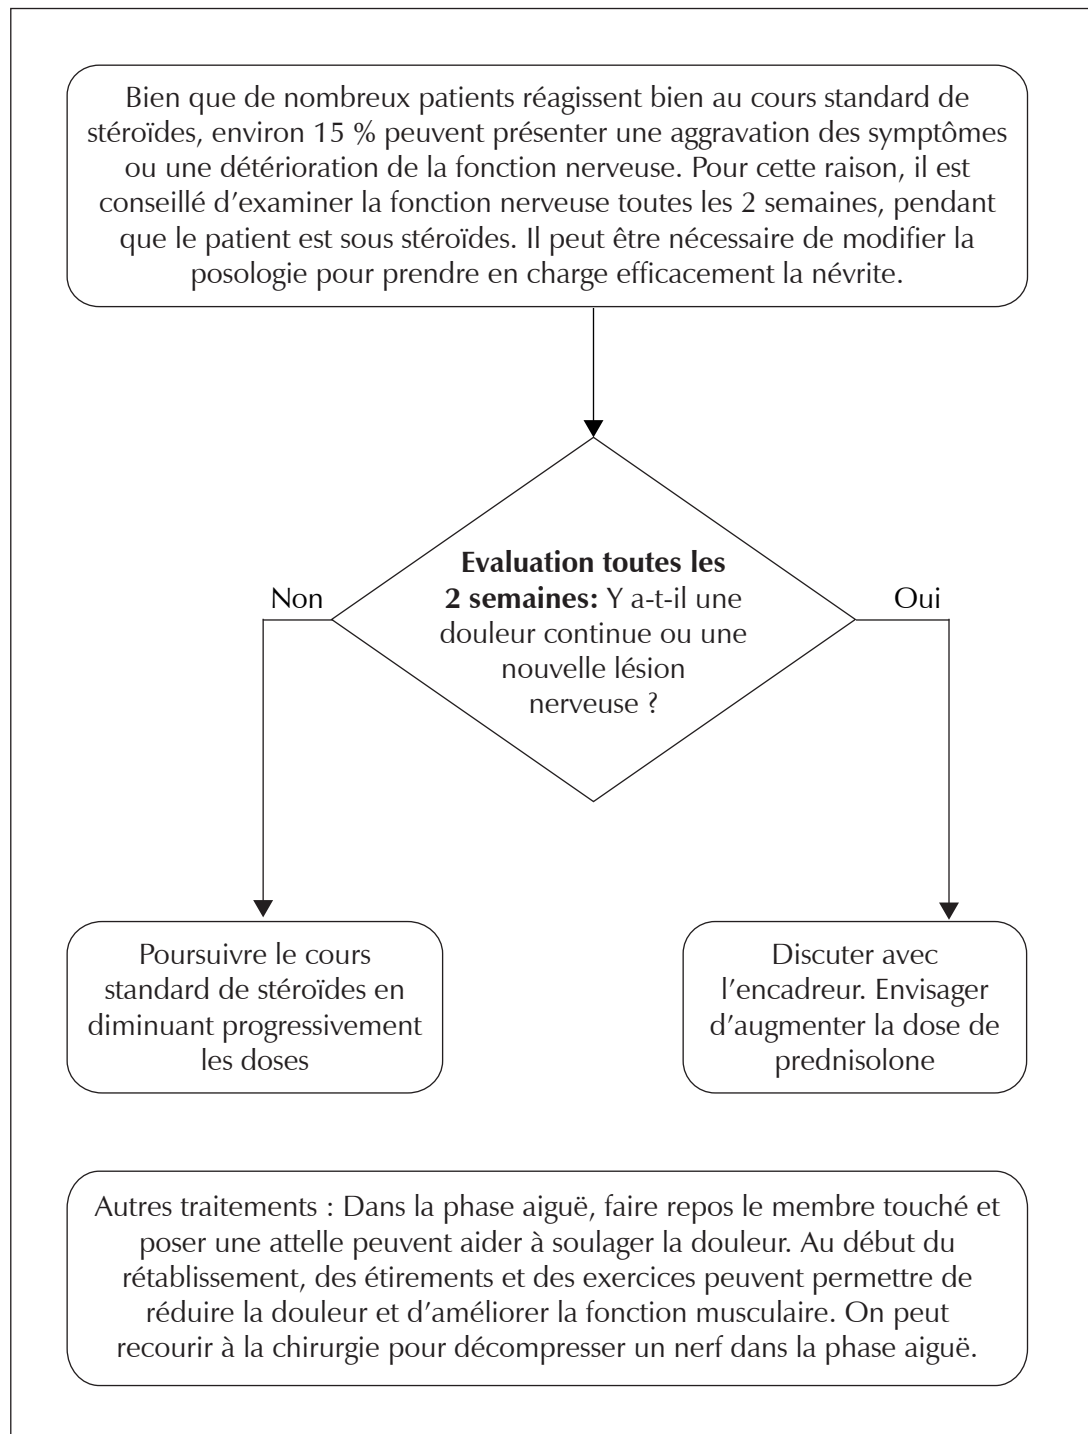 Bien que de nombreux patients réagissent bien au cours standard de
stéroïdes, environ 15 % peuvent présenter une aggravation des symptômes
ou une détérioration de la fonction nerveuse. Pour cette raison, il est
conseillé d'examiner la fonction nerveuse toutes les 2 semaines, pendant
que le patient est sous stéroïdes. Il peut être nécessaire de modifier la
posologie pour prendre en charge efficacement la névrite.
Evaluation toutes les
2 semaines: Y a-t-il une
douleur continue ou une
nouvelle lésion
nerveuse ?
Non
Oui
Poursuivre le cours
standard de stéroïdes en
diminuant progressivement
les doses
Discuter avec
l'encadreur. Envisager
d'augmenter la dose de
prednisolone
Autres traitements : Dans la phase aiguë, faire repos le membre touché et
poser une attelle peuvent aider à soulager la douleur. Au début du
rétablissement, des étirements et des exercices peuvent permettre de
réduire la douleur et d'améliorer la fonction musculaire. On peut
recourir à la chirurgie pour décompresser un nerf dans la phase aiguë.